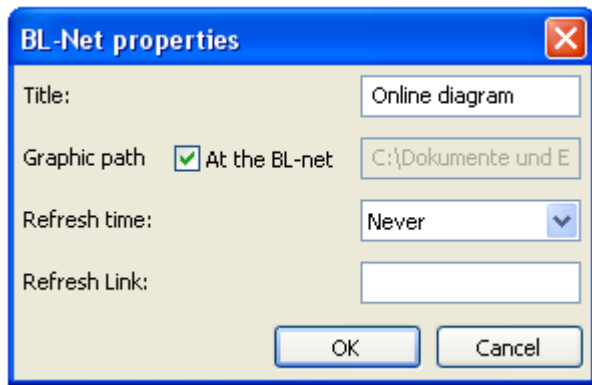 BL-Net properties
Title: Online diagram
Graphic path At the BL-net C:\Dokumente und E
Refresh time: Never
Refresh Link:
OK Cancel